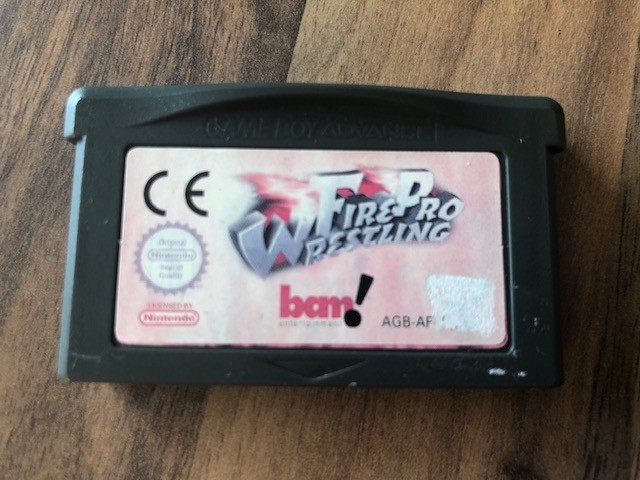 GAME BOY ADVANCE
CE
FIRE PRO
WRESTLING
Original
Nintendo
Seal of
Quality
LICENSED BY
Nintendo
bam!
entertainment
AGB-AF